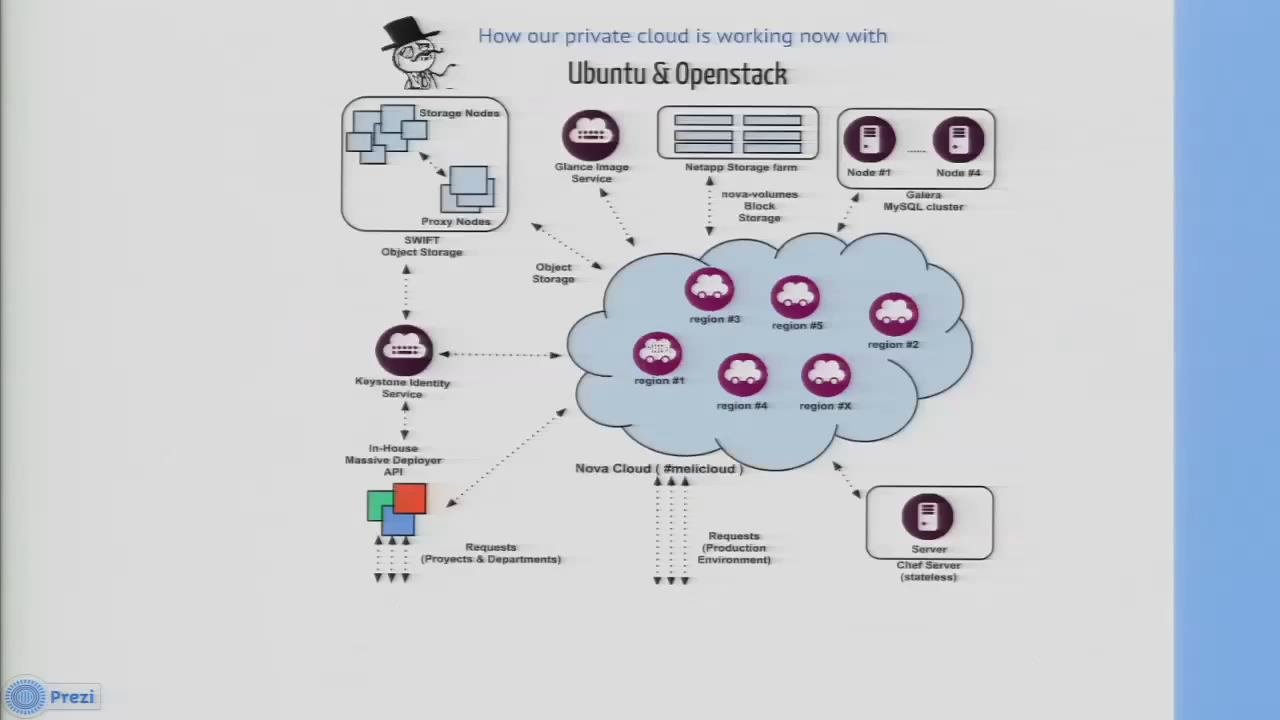 How our private cloud is working now with
Ubuntu & Openstack
Storage Nodes
Proxy Nodes
SWIFT
Object Storage
Glance Image
Service
Netapp Storage farm
nova-volumes
Block
Storage
Node #1
Node #4
Galera
MySQL cluster
Object
Storage
region #3
region #5
region #2
region #1
region #4
region #X
Keystone Identity
Service
In-House
Massive Deployer
API
Nova Cloud ( #melicloud )
Requests
(Proyects & Departments)
Requests
(Production
Environment)
Server
Chef Server
(stateless)
Prezi